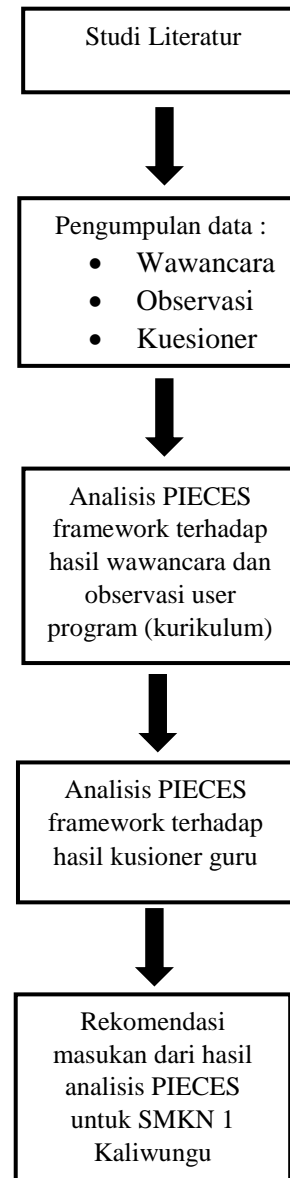 Studi Literatur
Pengumpulan data :
• Wawancara
• Observasi
• Kuesioner
Analisis PIECES
framework terhadap
hasil wawancara dan
observasi user
program (kurikulum)
Analisis PIECES
framework terhadap
hasil kusioner guru
Rekomendasi
masukan dari hasil
analisis PIECES
untuk SMKN 1
Kaliwungu